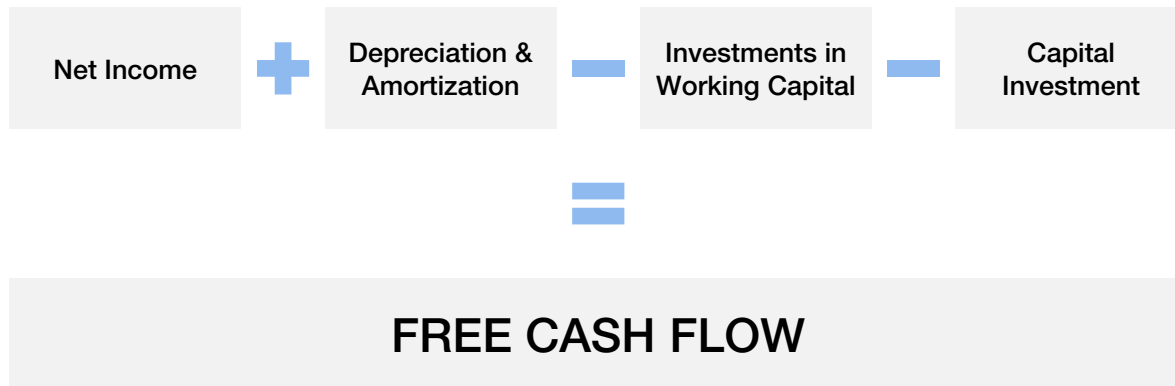 Net Income
Depreciation &
Amortization
Investments in
Working Capital
Capital
Investment
FREE CASH FLOW